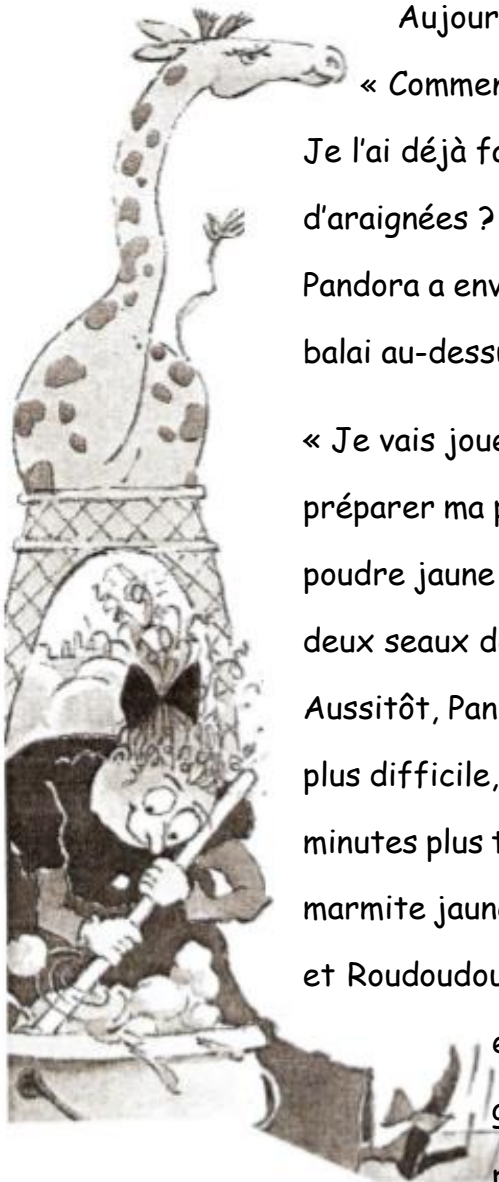 Aujour
« Commer
Je l'ai déjà fa
d'araignées ?
Pandora a env
balai au-dessu
« Je vais joue
préparer ma p
poudre jaune
deux seaux d
Aussitôt, Pan
plus difficile,
minutes plus t
marmite jaune
et Roudoudou
e
g
r